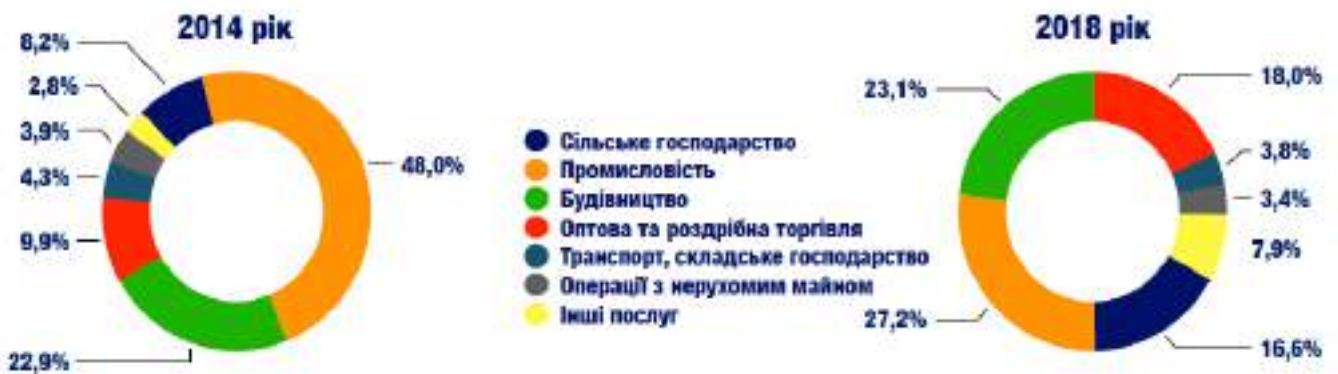 2014 рік
8,2%
2,8%
3,9%
4,3%
9,9%
22,9%
48,0%
Сільське господарство
Промисловість
Будівництво
Оптова та роздрібна торгівля
Транспорт, складське господарство
Операції з нерухомим майном
Інші послуг
2018 рік
23,1%
27,2%
18,0%
3,8%
3,4%
7,9%
16,6%